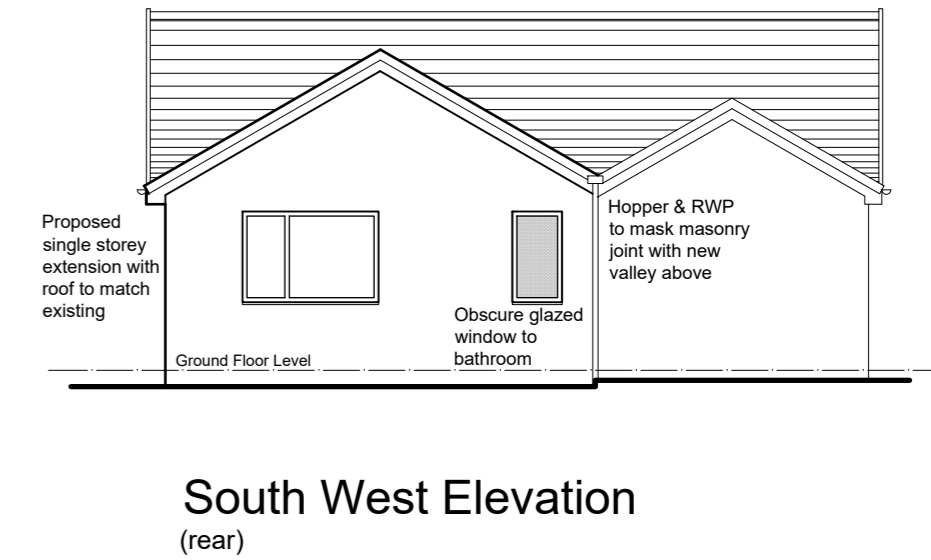 Proposed
single storey
extension with
roof to match
existing
Hopper & RWP
to mask masonry
joint with new
valley above
Obscure glazed
window to
bathroom
Ground Floor Level
South West Elevation
(rear)